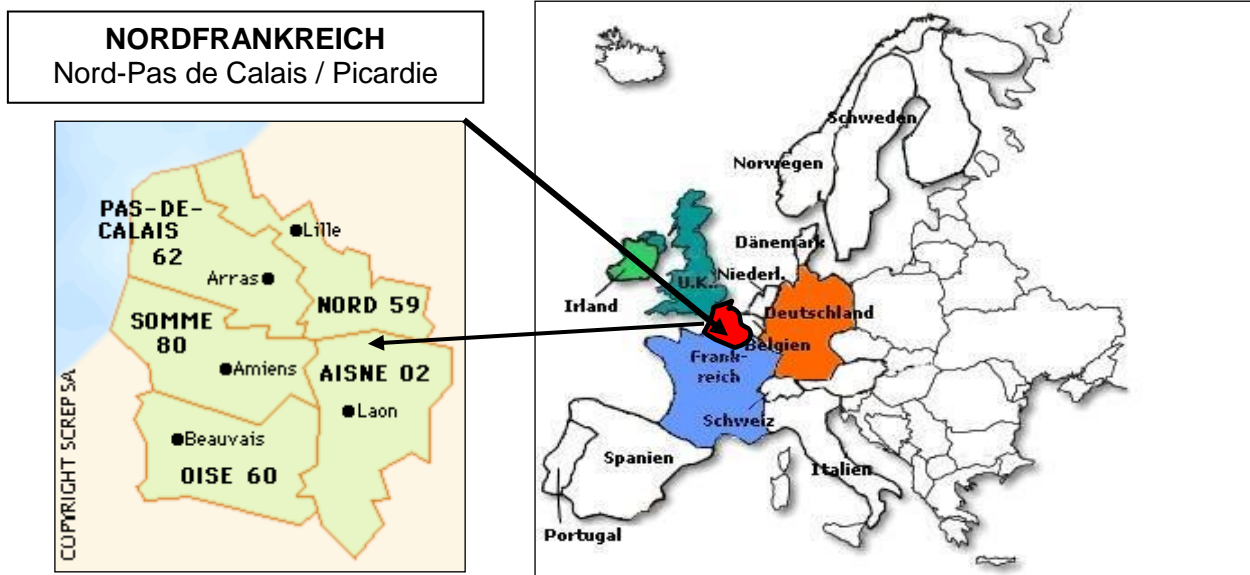 NORDFRANKREICH
Nord-Pas de Calais / Picardie
PAS-DE-
CALAIS
62
Lille
Arras
NORD 59
SOMME
80
Amiens
AISNE 02
Laon
Beauvais
OISE 60
COPYRIGHT SCREP SA
Schweden
Norwegen
Dänemark
Niederl.
U.K..
Irland
Deutschland
Belgien
Frank-
reich
Schweiz
Spanien
Italien
Portugal